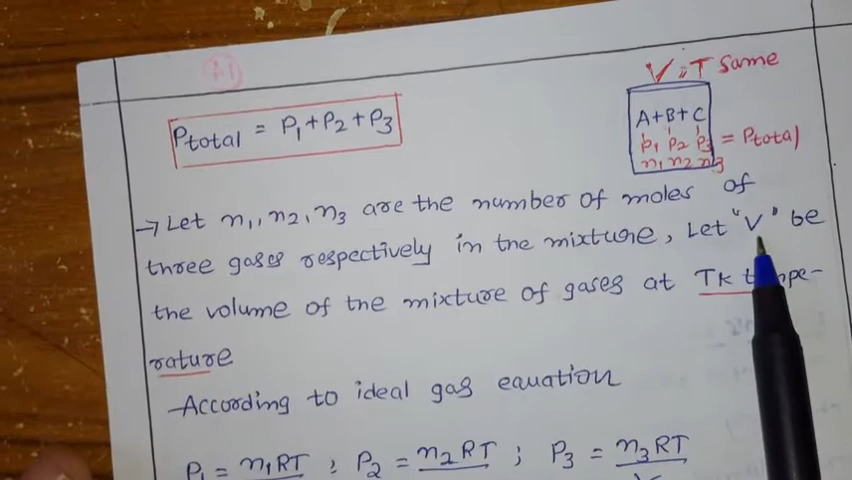 V, T same
Ptotal = P1+P2+P3
A+B+C
P1 P2 P3 = Ptotal
n1 n2 n3
→ Let n1, n2, n3 are the number of moles of
three gases respectively in the mixture, Let "V" be
the volume of the mixture of gases at TK
rature
According to ideal gas equation
P1 = n1RT ; P2 = n2RT ; P3 = n3RT